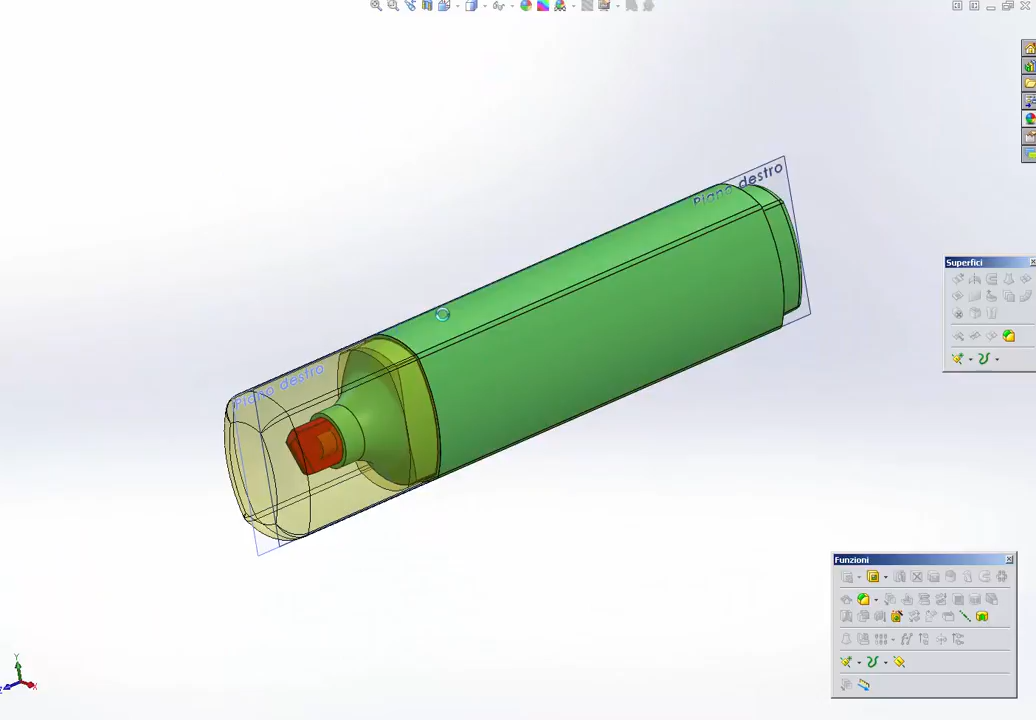 Piano destro
Superfici
Piano destro
Funzioni
Y
X
Z